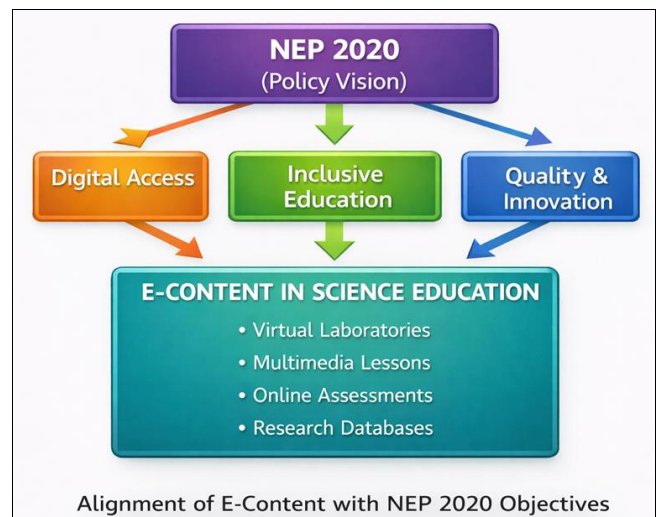 NEP 2020
(Policy Vision)
Digital Access
Inclusive
Education
Quality &
Innovation
E-CONTENT IN SCIENCE EDUCATION
• Virtual Laboratories
• Multimedia Lessons
• Online Assessments
• Research Databases
Alignment of E-Content with NEP 2020 Objectives